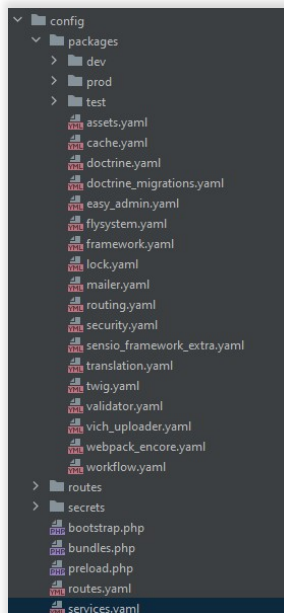 config
packages
dev
prod
test
assets.yaml
cache.yaml
doctrine.yaml
doctrine_migrations.yaml
easy_admin.yaml
flysystem.yaml
framework.yaml
lock.yaml
mailer.yaml
routing.yaml
security.yaml
sensio_framework_extra.yaml
translation.yaml
twig.yaml
validator.yaml
vich_uploader.yaml
webpack_encore.yaml
workflow.yaml
routes
secrets
bootstrap.php
bundles.php
preload.php
routes.yaml
services.yaml